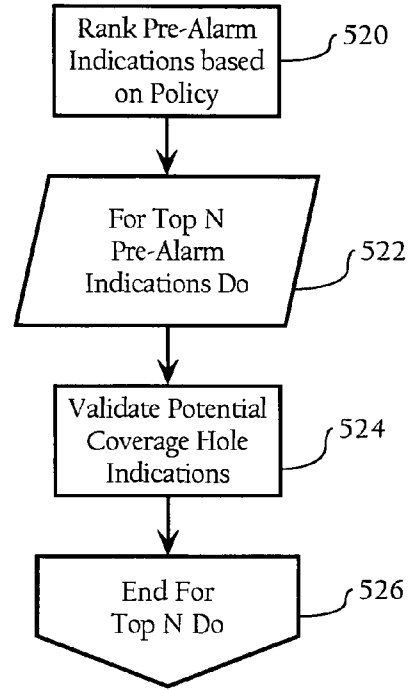 Rank Pre-Alarm
Indications based
on Policy
520
For Top N
Pre-Alarm
Indications Do
522
Validate Potential
Coverage Hole
Indications
524
End For
Top N Do
526